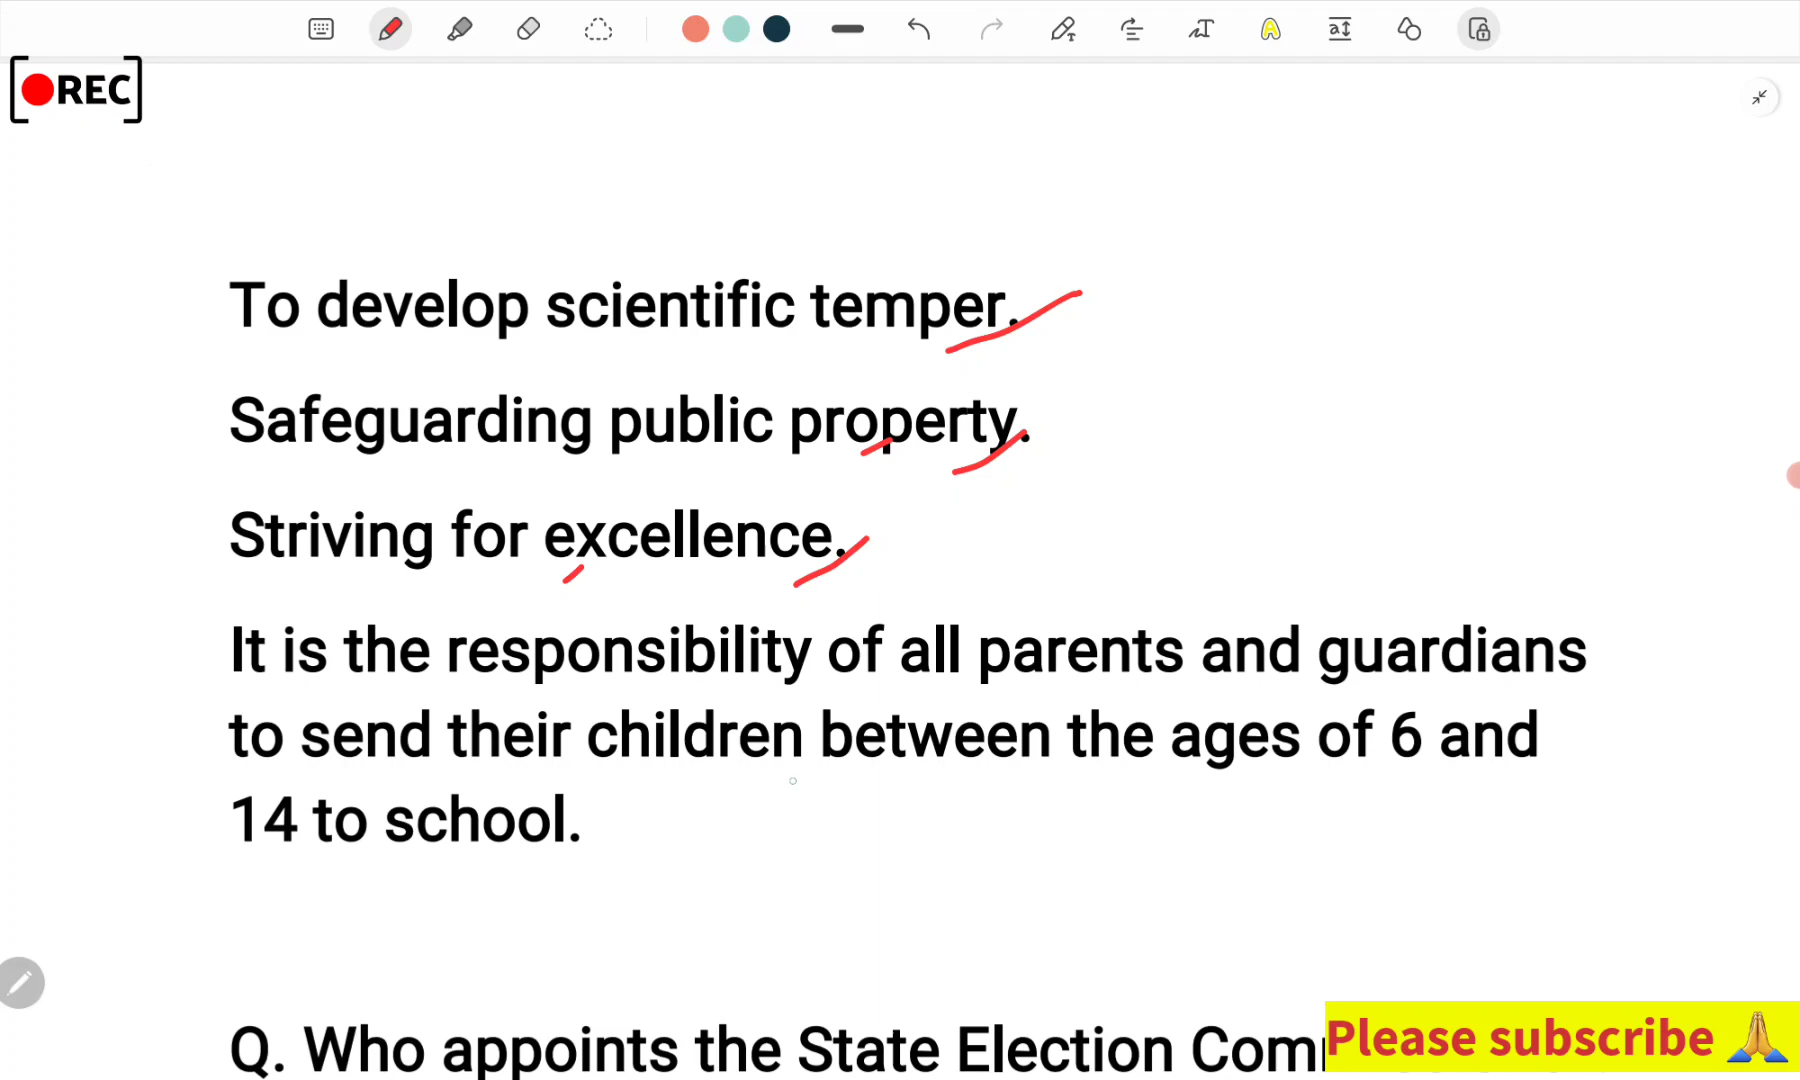 REC
To develop scientific temper.
Safeguarding public property.
Striving for excellence.
It is the responsibility of all parents and guardians
to send their children between the ages of 6 and
14 to school.
Q. Who appoints the State Election
Please subscribe 🙏